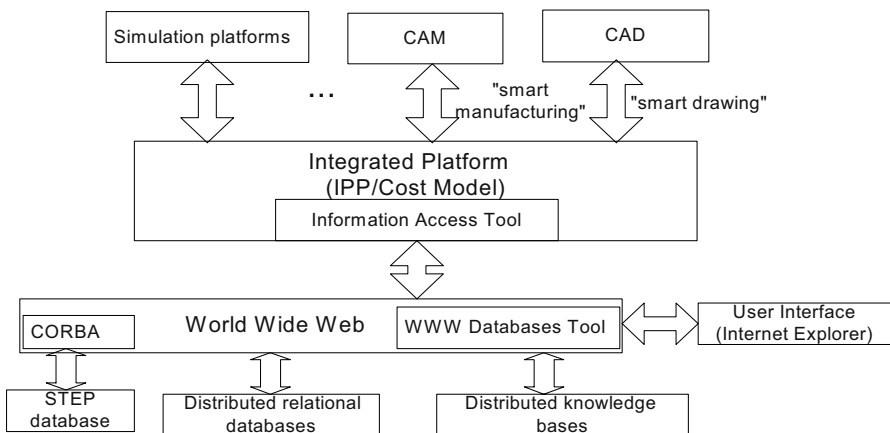 Simulation platforms
CAM
CAD
...
"smart
manufacturing"
"smart drawing"
Integrated Platform
(IPP/Cost Model)
Information Access Tool
CORBA
World Wide Web
WWW Databases Tool
User Interface
(Internet Explorer)
STEP
database
Distributed relational
databases
Distributed knowledge
bases